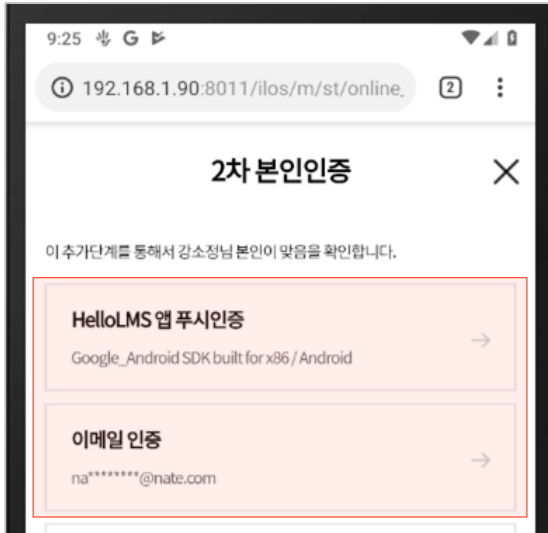 9:25 G
192.168.1.90:8011/ilos/m/st/online_
2
2차 본인인증
이 추가단계를 통해서 강소정님 본인이 맞음을 확인합니다.
HelloLMS 앱 푸시인증
Google_Android SDK built for x86 / Android
이메일 인증
na********@nate.com